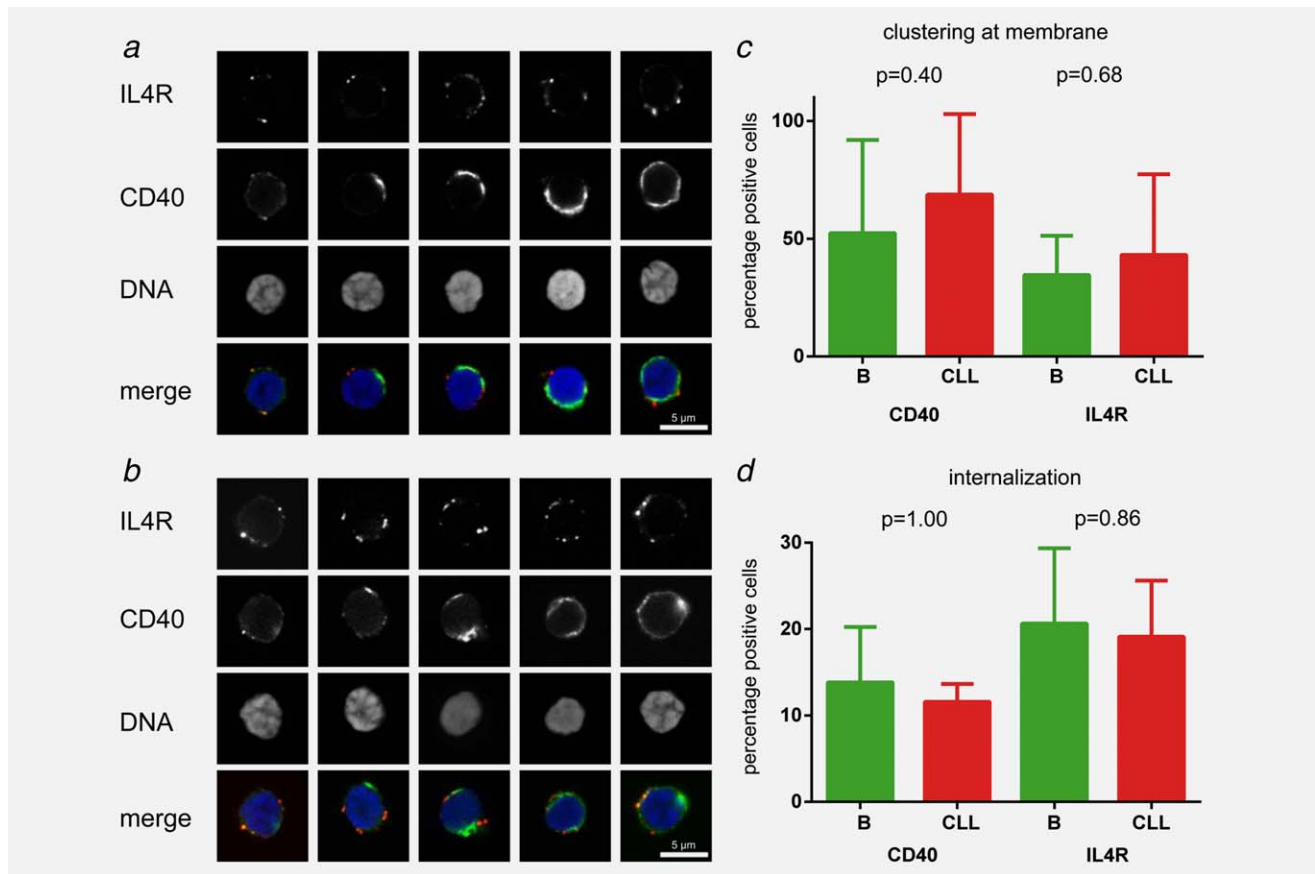 a
IL4R
CD40
DNA
merge
5 µm
b
IL4R
CD40
DNA
merge
5 µm
c
clustering at membrane
p=0.40 p=0.68
percentage positive cells
100
50
0
B CLL B CLL
CD40 IL4R
d
internalization
p=1.00 p=0.86
percentage positive cells
30
20
10
0
B CLL B CLL
CD40 IL4R